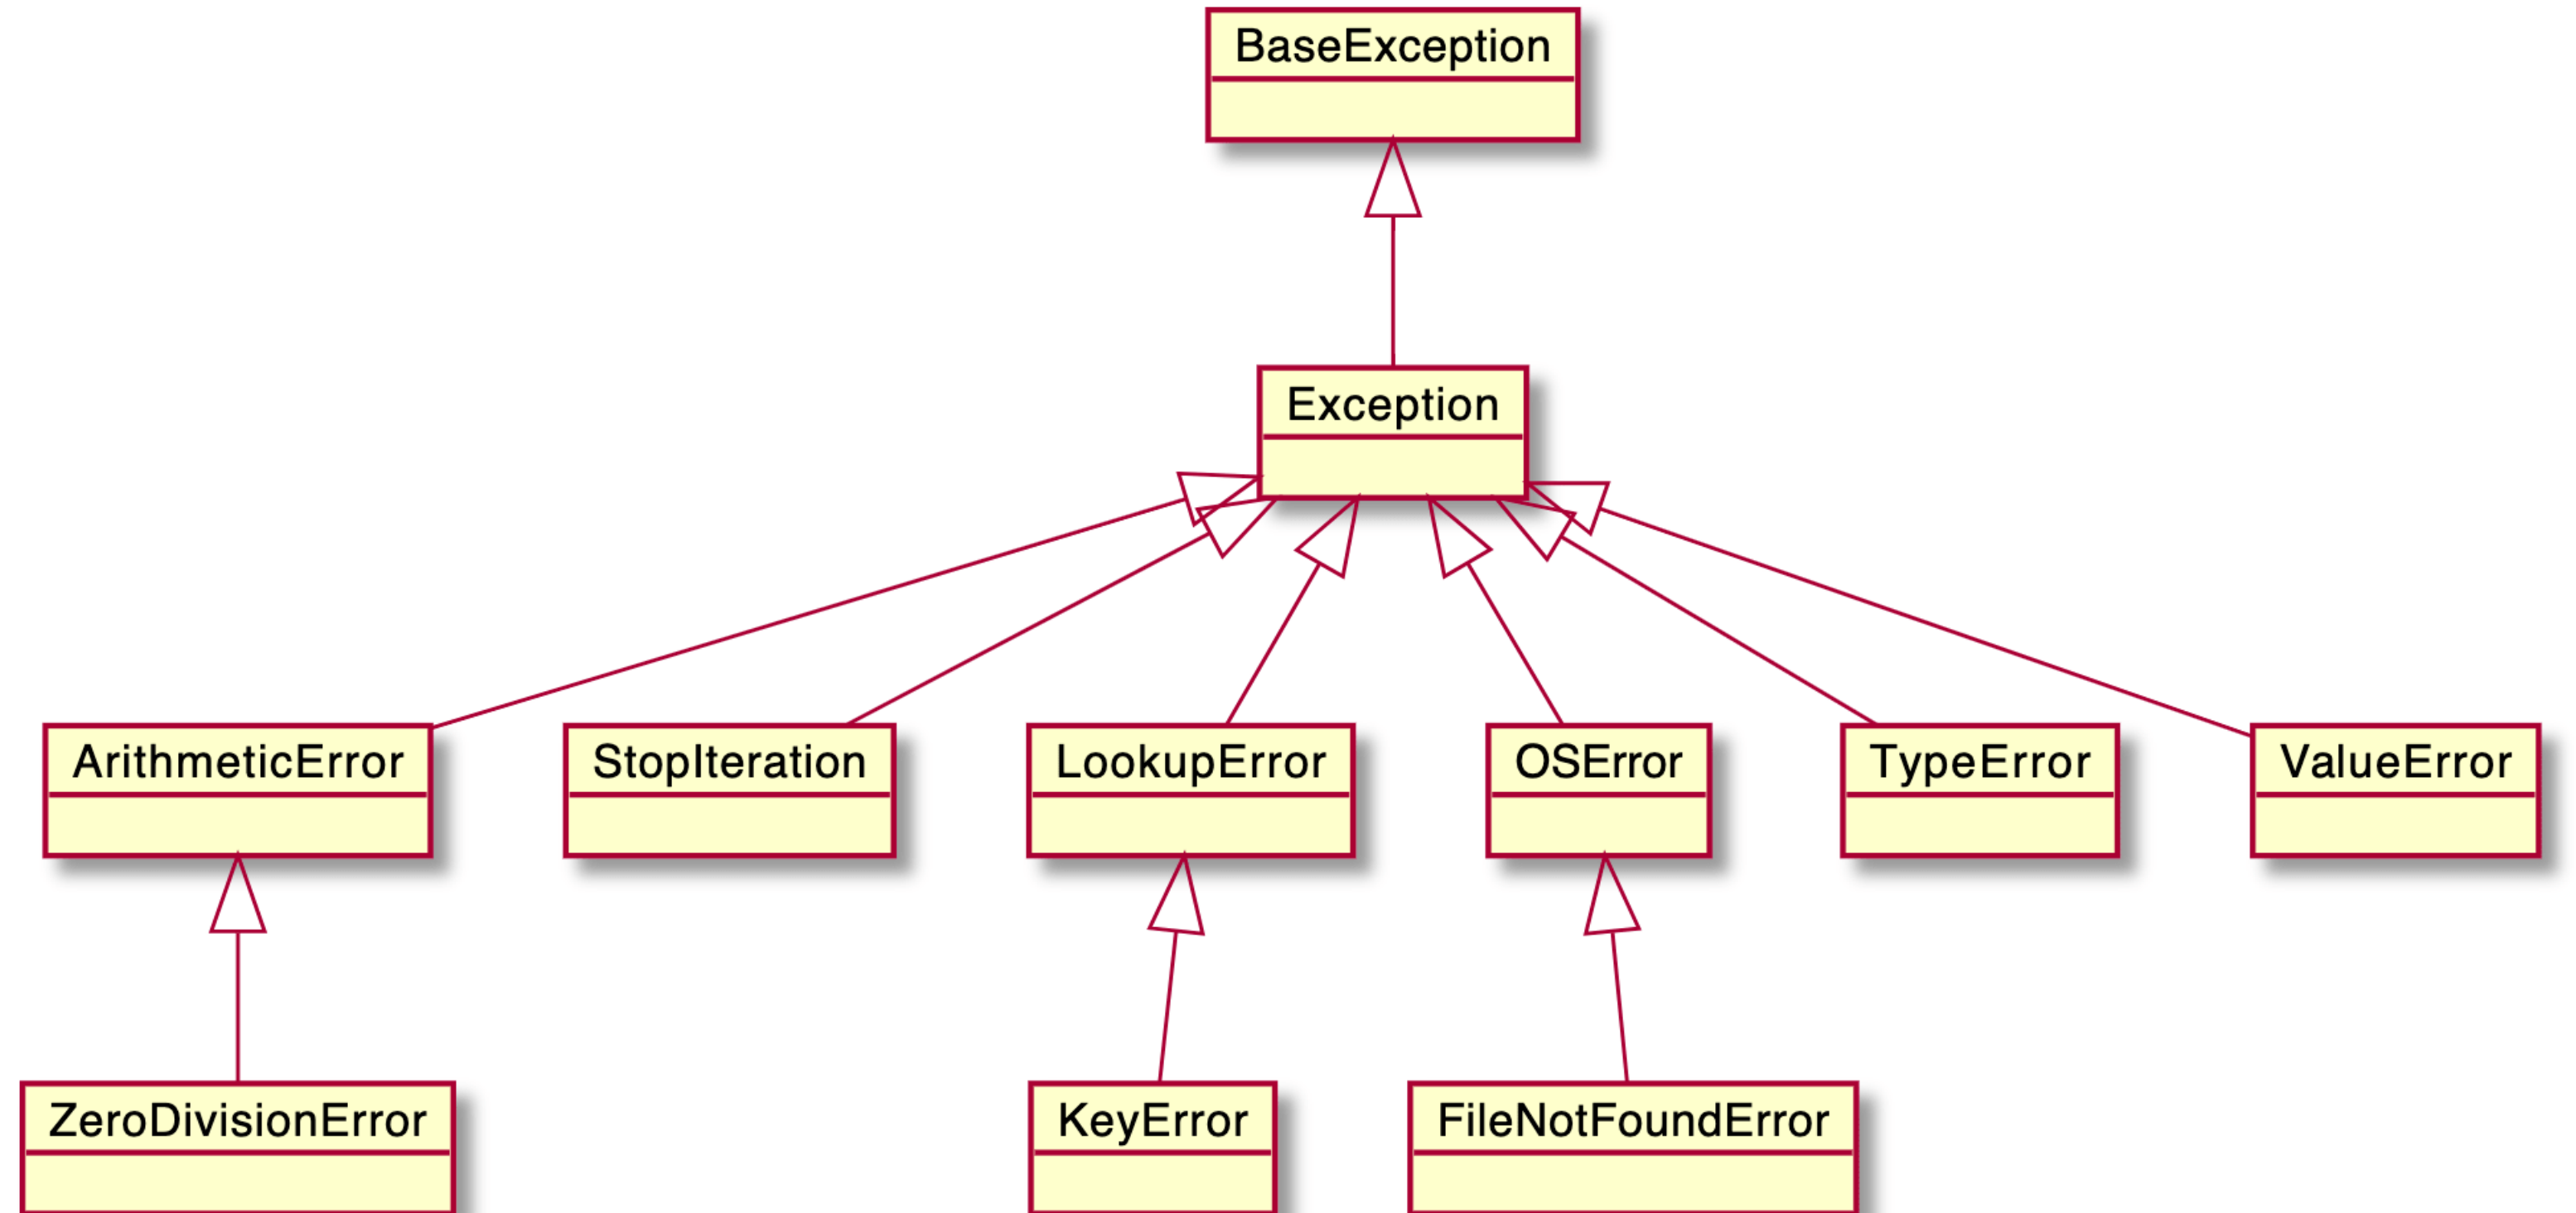 BaseException
Exception
ArithmeticError
StopIteration
LookupError
OSError
TypeError
ValueError
ZeroDivisionError
KeyError
FileNotFoundError